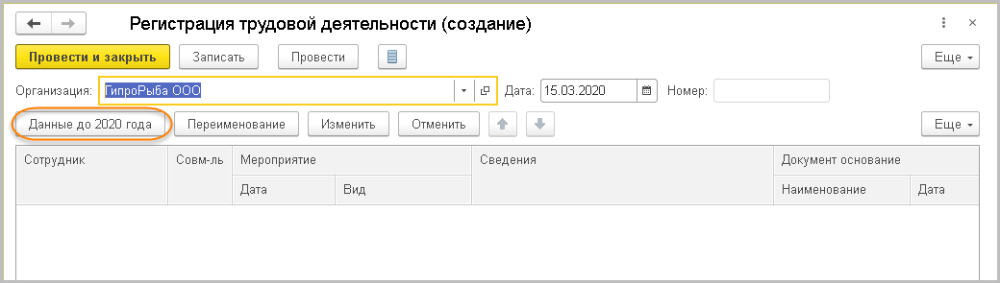 Регистрация трудовой деятельности (создание)
Провести и закрыть Записать Провести Еще
Организация: ГипроРыба ООО Дата: 15.03.2020 Номер:
Данные до 2020 года Переименование Изменить Отменить Еще
Сотрудник Совм-ль Мероприятие Сведения Документ основание
Дата Вид Наименование Дата